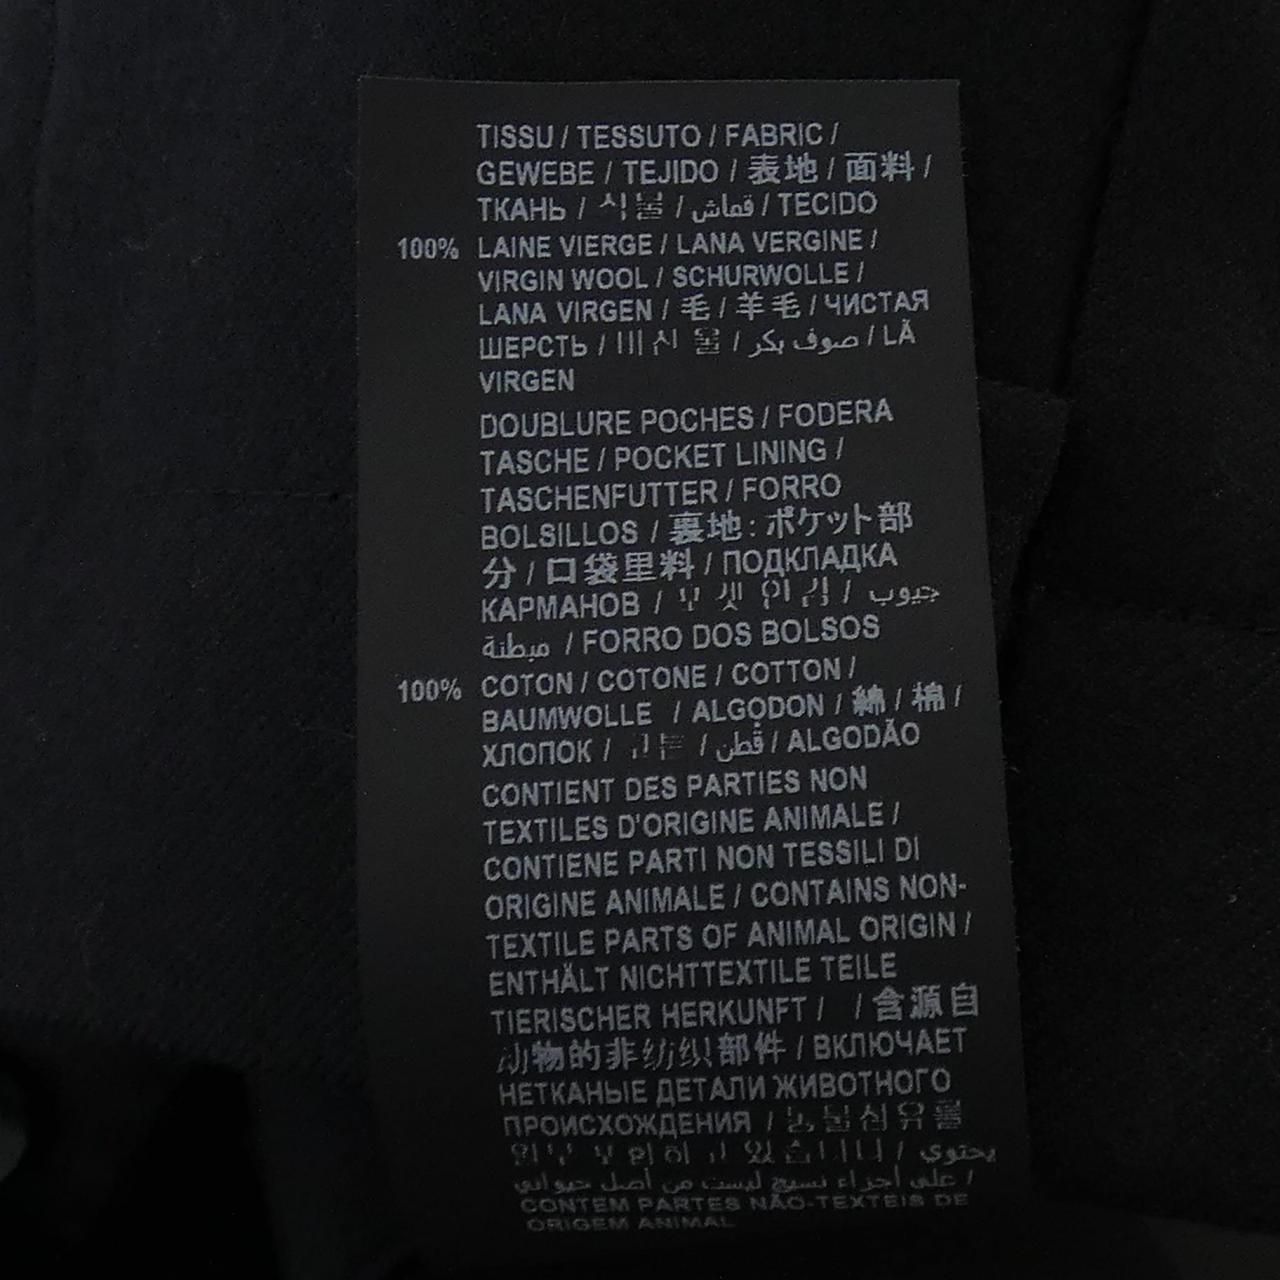 TISSU / TESSUTO / FABRIC /
GEWEBE / TEJIDO / 表地 / 面料 /
ТКАНЬ / 식물 / قماش / TECIDO
100% LAINE VIERGE / LANA VERGINE /
VIRGIN WOOL / SCHURWOLLE /
LANA VIRGEN / 毛 / 羊毛 / ЧИСТАЯ
ШЕРСТЬ / / صوف بكر / LÃ
VIRGEN
DOUBLURE POCHES / FODERA
TASCHE / POCKET LINING /
TASCHENFUTTER / FORRO
BOLSILLOS / 裏地: ポケット部
分 / 口袋里料 / ПОДКЛАДКА
КАРМАНОВ / / جيوب
مبطنة / FORRO DOS BOLSOS
100% COTON / COTONE / COTTON /
BAUMWOLLE / ALGODON / 綿 / 棉 /
ХЛОПОК / / قطن / ALGODÃO
CONTIENT DES PARTIES NON
TEXTILES D'ORIGINE ANIMALE /
CONTIENE PARTI NON TESSILI DI
ORIGINE ANIMALE / CONTAINS NON-
TEXTILE PARTS OF ANIMAL ORIGIN /
ENTHÄLT NICHTTEXTILE TEILE
TIERISCHER HERKUNFT / / 含源自
动物的非纺织部件 / ВКЛЮЧАЕТ
НЕТКАНЫЕ ДЕТАЛИ ЖИВОТНОГО
ПРОИСХОЖДЕНИЯ /
/ يحتوي
على أجزاء نسيج ليست من أصل حيواني /
CONTEM PARTES NÃO-TEXTEIS DE
ORIGEM ANIMAL